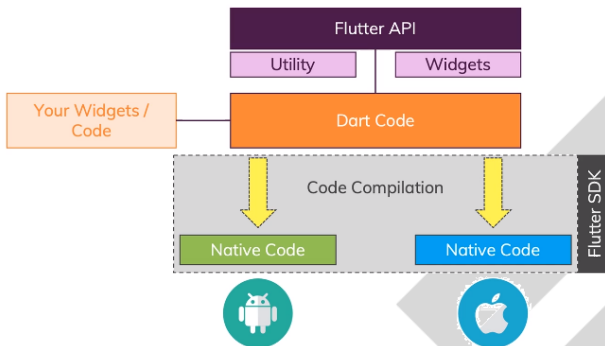 Flutter API
Utility
Widgets
Your Widgets /
Code
Dart Code
Code Compilation
Flutter SDK
Native Code
Native Code